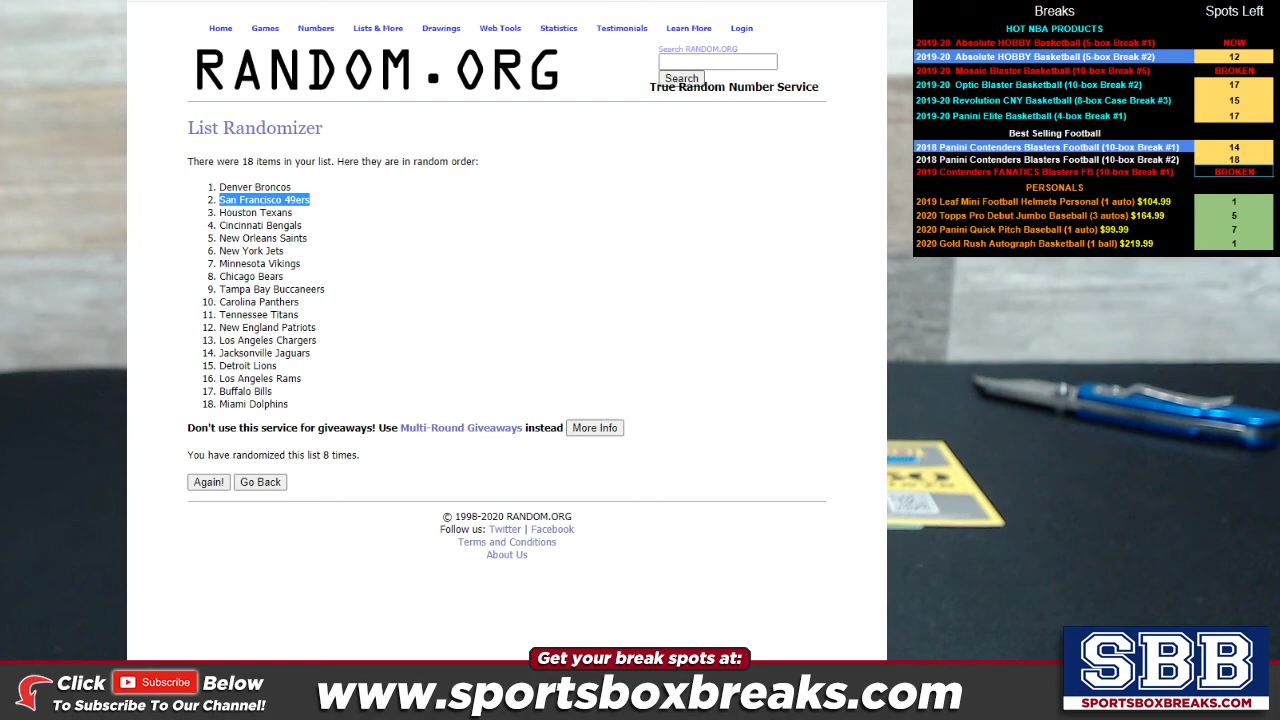 Home Games Numbers Lists & More Drawings Web Tools Statistics Testimonials Learn More Login
RANDOM.ORG
Search RANDOM.ORG
Search
True Random Number Service
List Randomizer
There were 18 items in your list. Here they are in random order:
1. Denver Broncos
2. San Francisco 49ers
3. Houston Texans
4. Cincinnati Bengals
5. New Orleans Saints
6. New York Jets
7. Minnesota Vikings
8. Chicago Bears
9. Tampa Bay Buccaneers
10. Carolina Panthers
11. Tennessee Titans
12. New England Patriots
13. Los Angeles Chargers
14. Jacksonville Jaguars
15. Detroit Lions
16. Los Angeles Rams
17. Buffalo Bills
18. Miami Dolphins
Don't use this service for giveaways! Use Multi-Round Giveaways instead More Info
You have randomized this list 8 times.
Again! Go Back
© 1998-2020 RANDOM.ORG
Follow us: Twitter | Facebook
Terms and Conditions
About Us
Breaks Spots Left
HOT NBA PRODUCTS
2019-20 Absolute HOBBY Basketball (5-box Break #1) NOW
2019-20 Absolute HOBBY Basketball (5-box Break #2) 12
2019-20 Mosaic Blaster Basketball (10-box Break #5) BROKEN
2019-20 Optic Blaster Basketball (10-box Break #2) 17
2019-20 Revolution CNY Basketball (8-box Case Break #3) 15
2019-20 Panini Elite Basketball (4-box Break #1) 17
Best Selling Football
2018 Panini Contenders Blasters Football (10-box Break #1) 14
2018 Panini Contenders Blasters Football (10-box Break #2) 18
2019 Contenders FANATICS Blasters FB (10-box Break #1) BROKEN
PERSONALS
2019 Leaf Mini Football Helmets Personal (1 auto) $104.99 1
2020 Topps Pro Debut Jumbo Baseball (3 autos) $164.99 5
2020 Panini Quick Pitch Baseball (1 auto) $99.99 7
2020 Gold Rush Autograph Basketball (1 ball) $219.99 1
Get your break spots at:
Click Subscribe Below
To Subscribe To Our Channel!
www.sportsboxbreaks.com
SBB
SPORTSBOXBREAKS.COM